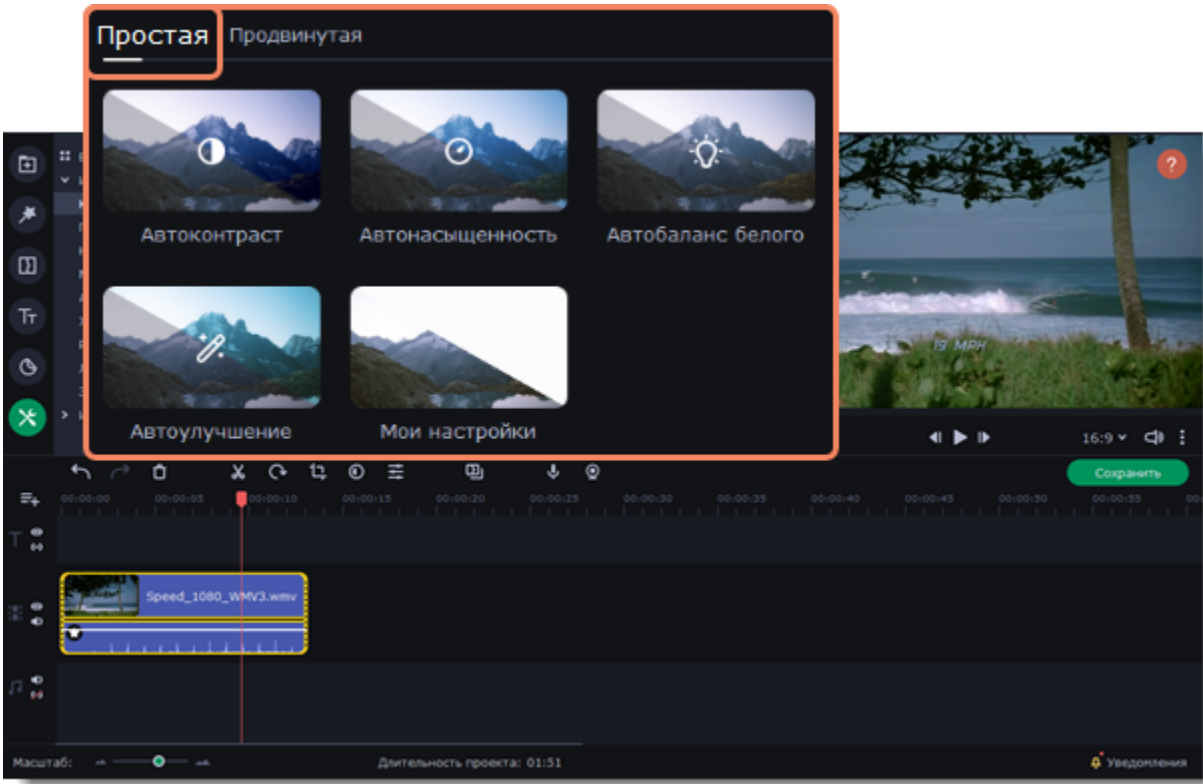 Простая Продвинутая
Автоконтраст Автонасыщенность Автобаланс белого
Автоулучшение Мои настройки
Тт
?
19 MPH
16:9
Сохранить
00:00:00 00:00:05 00:00:10 00:00:15 00:00:20 00:00:25 00:00:30 00:00:35 00:00:40 00:00:45 00:00:50 00:00:55
T
Speed_1080_WMV3.wmv
Масштаб: Длительность проекта: 01:51 Уведомления